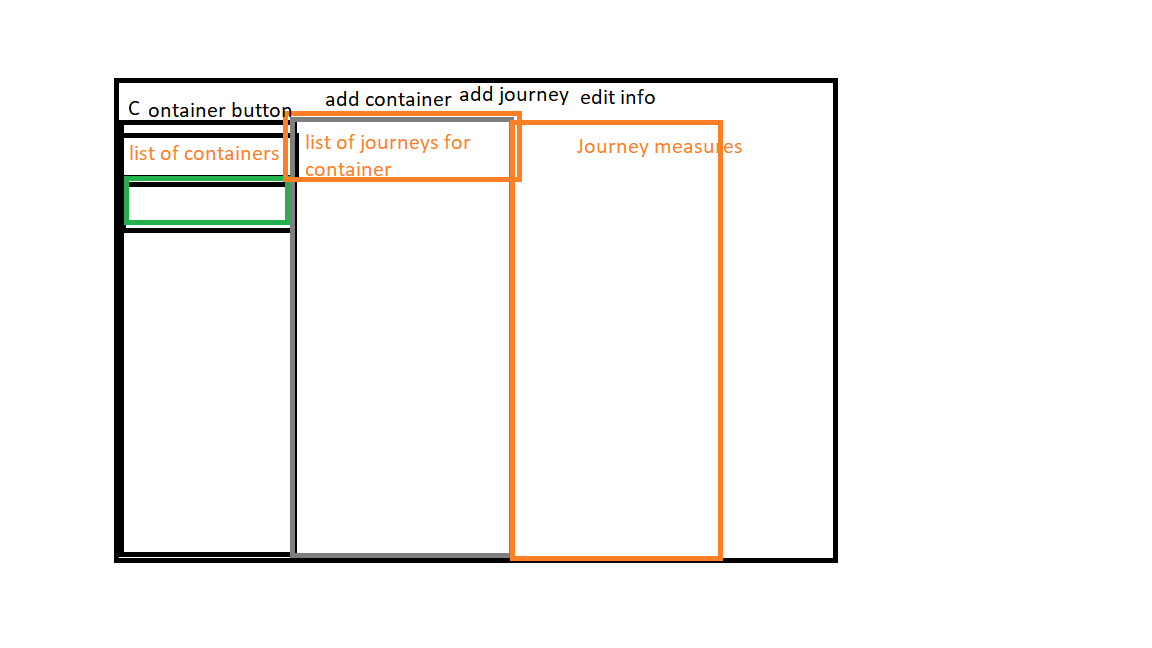 C ontainer button
add container add journey edit info
list of containers
list of journeys for
container
Journey measures